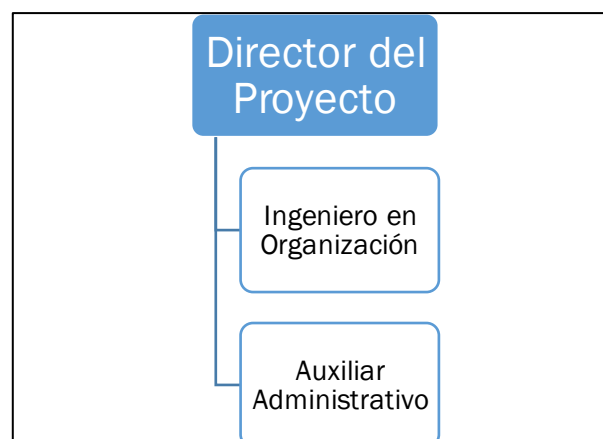 Director del
Proyecto
Ingeniero en
Organización
Auxiliar
Administrativo